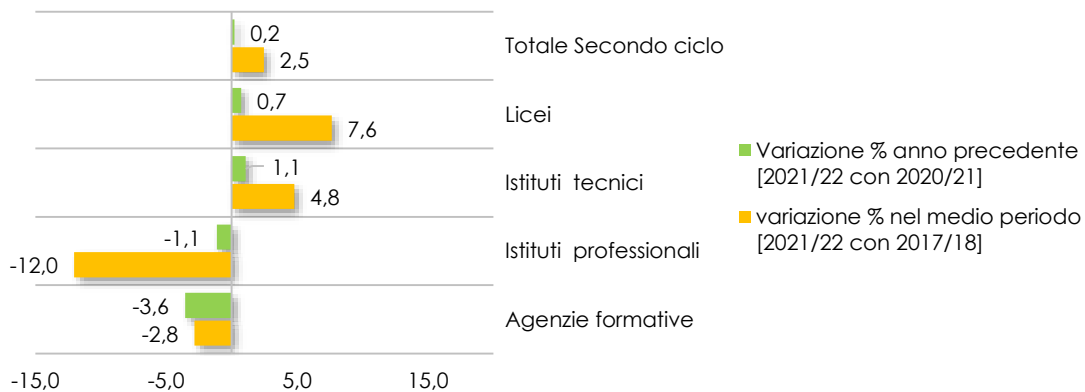 0,2
2,5
Totale Secondo ciclo
0,7
7,6
Licei
1,1
4,8
Istituti tecnici
-1,1
-12,0
Istituti professionali
-3,6
-2,8
Agenzie formative
-15,0 -5,0 5,0 15,0
Variazione % anno precedente
[2021/22 con 2020/21]
variazione % nel medio periodo
[2021/22 con 2017/18]